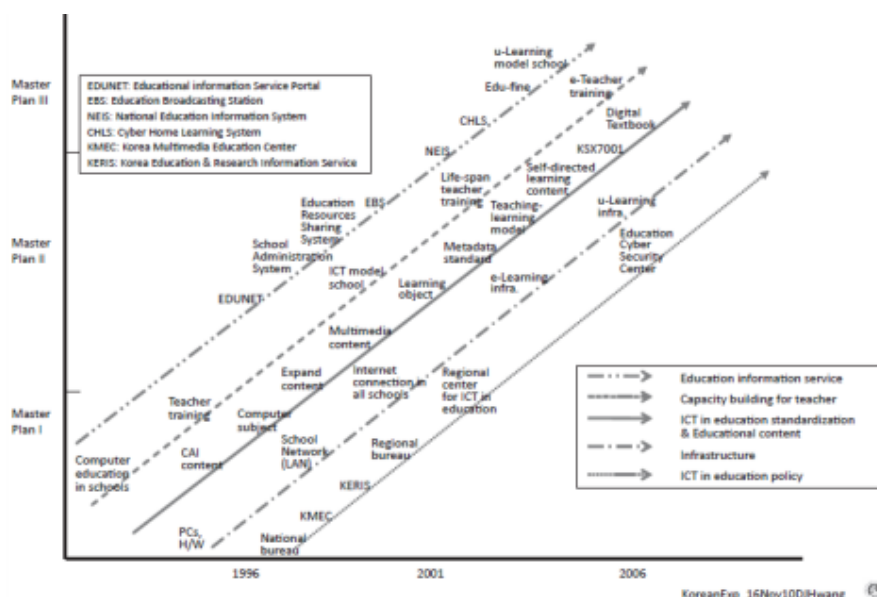 Master
Plan III
Master
Plan II
Master
Plan I
EDUNET: Educational information Service Portal
EBS: Education Broadcasting Station
NEIS: National Education Information System
CHLS: Cyber Home Learning System
KMEC: Korea Multimedia Education Center
KERIS: Korea Education & Research Information Service
u-Learning
model school
Edu-fine
CHLS
NEIS
EBS
Education
Resources
Sharing
System
School
Administration
System
EDUNET
e-Teacher
training
Life-span
teacher
training
ICT model
school
Teacher
training
Computer
education
in schools
Digital
Textbook
KSX7001
Self-directed
learning
content
Teaching-
learning
model
Metadata
standard
Learning
object
Multimedia
content
Expand
content
Computer
subject
CAI
content
u-Learning
infra.
e-Learning
infra.
Internet
connection in
all schools
School
Network
(LAN)
PCs,
H/W
Education
Cyber
Security
Center
Regional
center
for ICT in
education
Regional
bureau
KERIS
KMEC
National
bureau
Education information service
Capacity building for teacher
ICT in education standardization
& Educational content
Infrastructure
ICT in education policy
1996
2001
2006
KoreanExp_16Nov10DJHwang